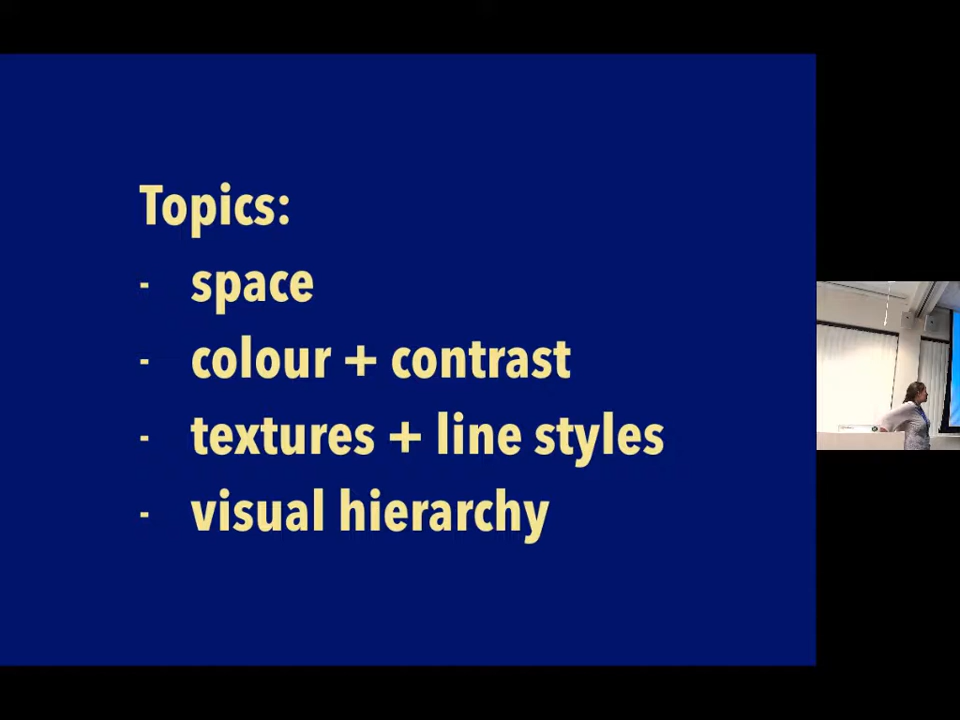 Topics:
- space
- colour + contrast
- textures + line styles
- visual hierarchy